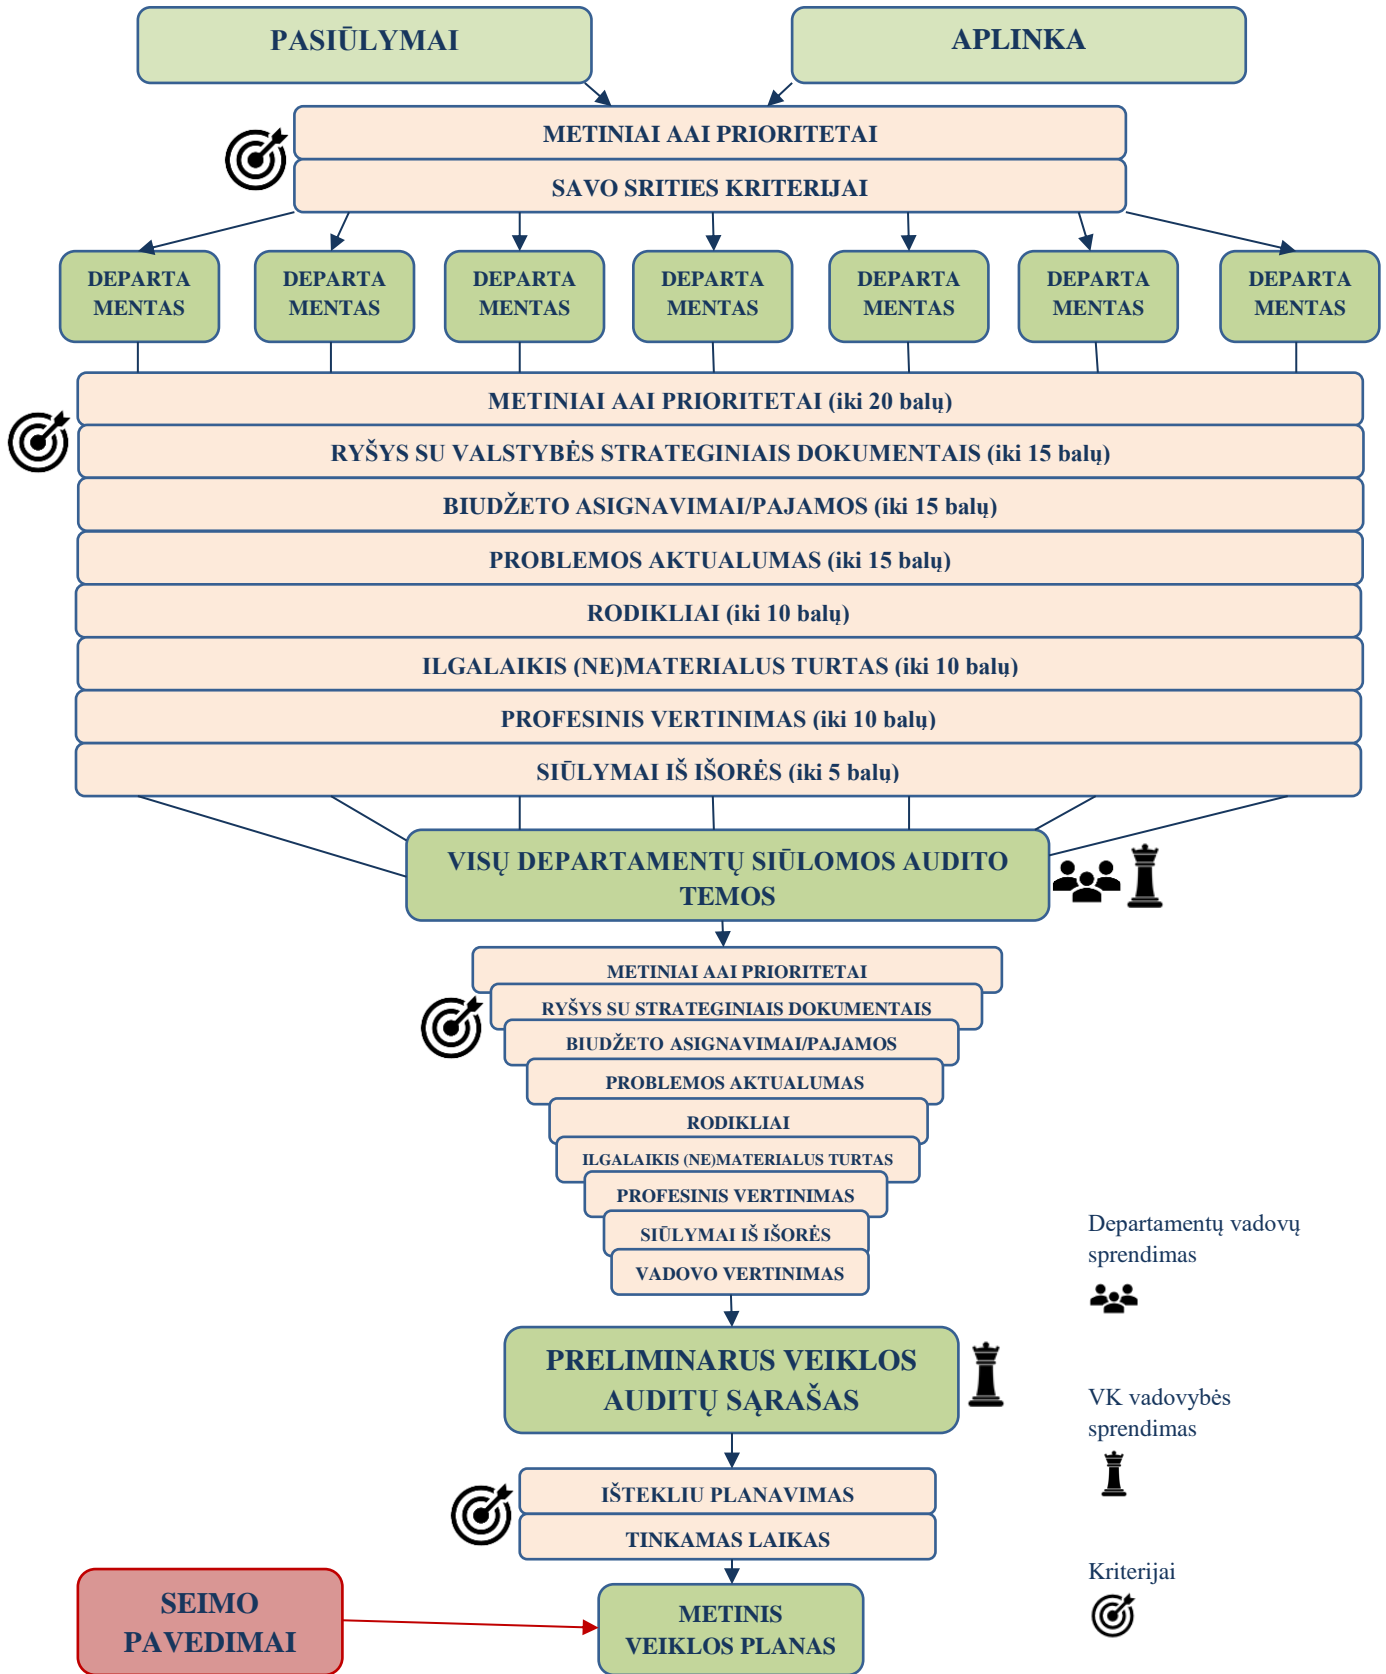 PASIŪLYMAI
APLINKA
METINIAI AAI PRIORITETAI
SAVO SRITIES KRITERIJAI
DEPARTA
MENTAS
DEPARTA
MENTAS
DEPARTA
MENTAS
DEPARTA
MENTAS
DEPARTA
MENTAS
DEPARTA
MENTAS
DEPARTA
MENTAS
METINIAI AAI PRIORITETAI (iki 20 balų)
RYŠYS SU VALSTYBĖS STRATEGINIAIS DOKUMENTAIS (iki 15 balų)
BIUDŽETO ASIGNAVIMAI/PAJAMOS (iki 15 balų)
PROBLEMOS AKTUALUMAS (iki 15 balų)
RODIKLIAI (iki 10 balų)
ILGALAIKIS (NE)MATERIALUS TURTAS (iki 10 balų)
PROFESINIS VERTINIMAS (iki 10 balų)
SIŪLYMAI IŠ IŠORĖS (iki 5 balų)
VISŲ DEPARTAMENTŲ SIŪLOMOS AUDITO
TEMOS
METINIAI AAI PRIORITETAI
RYŠYS SU STRATEGINIAIS DOKUMENTAIS
BIUDŽETO ASIGNAVIMAI/PAJAMOS
PROBLEMOS AKTUALUMAS
RODIKLIAI
ILGALAIKIS (NE)MATERIALUS TURTAS
PROFESINIS VERTINIMAS
SIŪLYMAI IŠ IŠORĖS
VADOVO VERTINIMAS
Departamentų vadovų
sprendimas
PRELIMINARUS VEIKLOS
AUDITŲ SĄRAŠAS
VK vadovybės
sprendimas
IŠTEKLIU PLANAVIMAS
TINKAMAS LAIKAS
Kriterijai
SEIMO
PAVEDIMAI
METINIS
VEIKLOS PLANAS